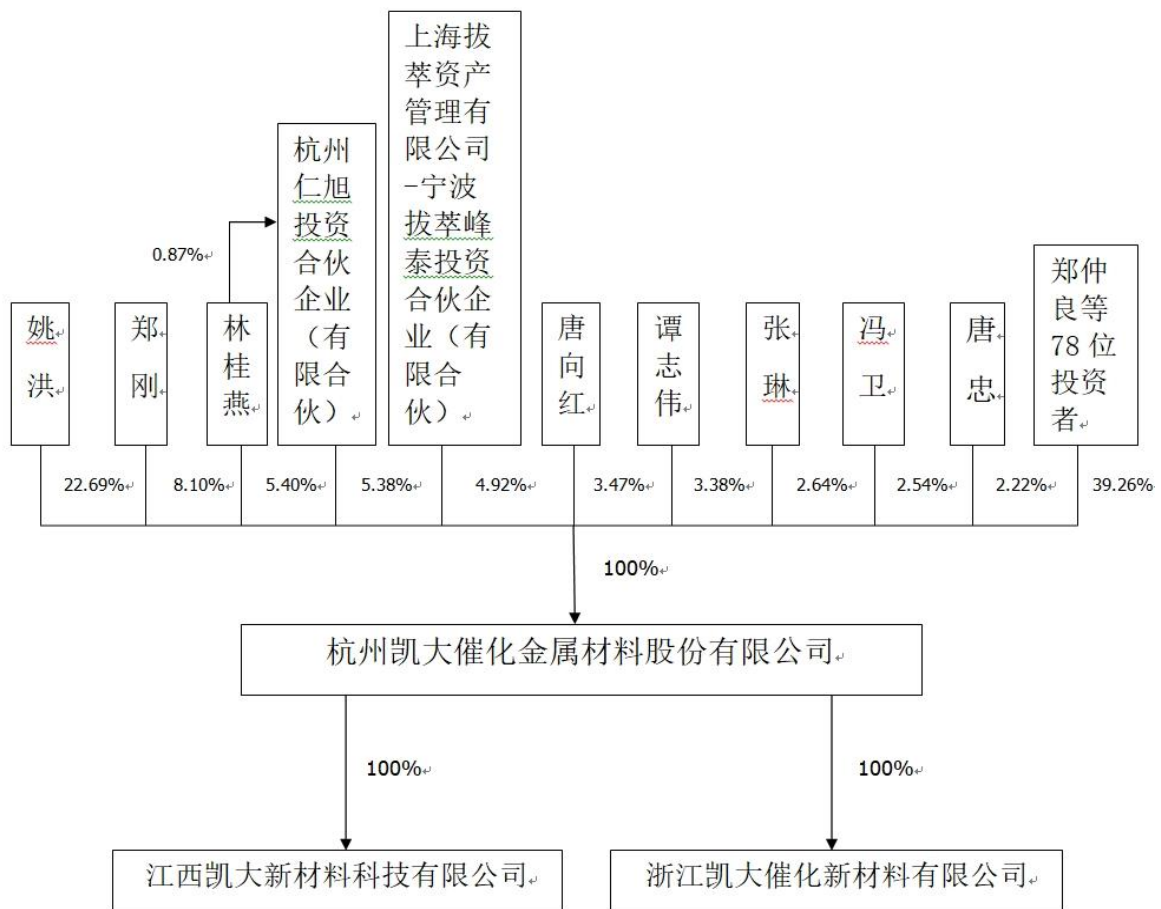 上海拔
萃资产
管理有
限公司
-宁波
拔萃峰
泰投资
合伙企
业（有
限合
伙）
杭州
仁旭
投资
合伙
企业
（有
限合
伙）
0.87%
姚
洪
郑
刚
林
桂
燕
唐
向
红
谭
志
伟
张
琳
冯
卫
唐
忠
郑仲
良等
78 位
投资
者
22.69%
8.10%
5.40%
5.38%
4.92%
3.47%
3.38%
2.64%
2.54%
2.22%
39.26%
100%
杭州凯大催化金属材料股份有限公司
100%
100%
江西凯大新材料科技有限公司
浙江凯大催化新材料有限公司